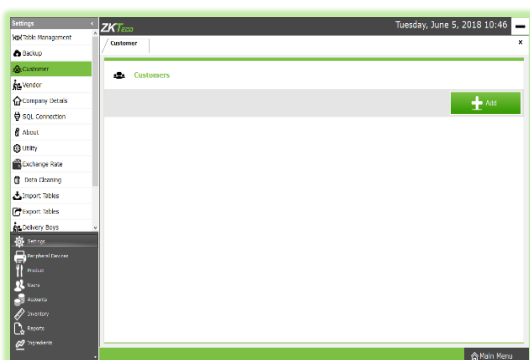 Settings
Table Management
Backup
Customer
Vendor
Company Details
SQL Connection
About
Utility
Exchange Rate
Data Cleaning
Import Tables
Export Tables
Delivery Boys
Settings
Peripheral Devices
Product
Users
Accounts
Inventory
Reports
Ingredients
ZKTECO
Tuesday, June 5, 2018 10:46
Customer
x
Customers
Add
Main Menu